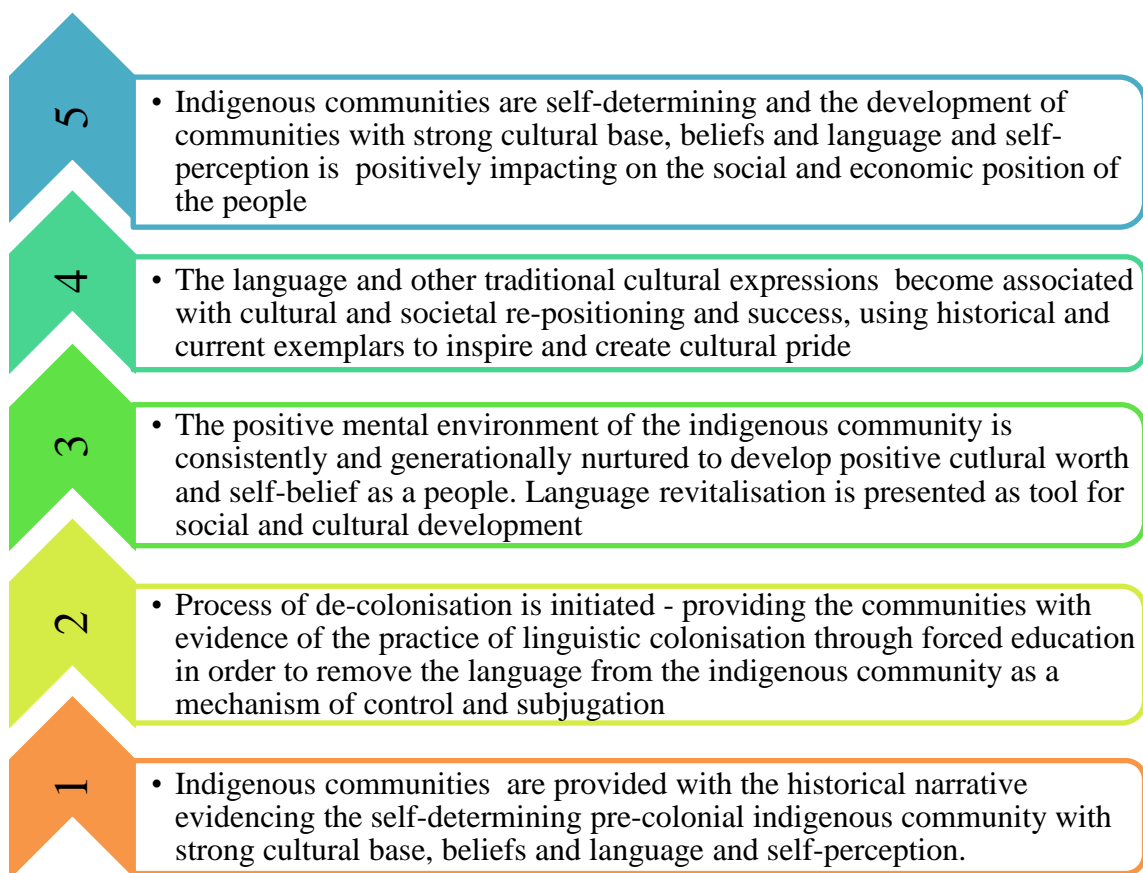 5
• Indigenous communities are self-determining and the development of
communities with strong cultural base, beliefs and language and self-
perception is  positively impacting on the social and economic position of
the people
4
• The language and other traditional cultural expressions  become associated
with cultural and societal re-positioning and success, using historical and
current exemplars to inspire and create cultural pride
3
• The positive mental environment of the indigenous community is
consistently and generationally nurtured to develop positive cutlural worth
and self-belief as a people. Language revitalisation is presented as tool for
social and cultural development
2
• Process of de-colonisation is initiated - providing the communities with
evidence of the practice of linguistic colonisation through forced education
in order to remove the language from the indigenous community as a
mechanism of control and subjugation
1
• Indigenous communities  are provided with the historical narrative
evidencing the self-determining pre-colonial indigenous community with
strong cultural base, beliefs and language and self-perception.